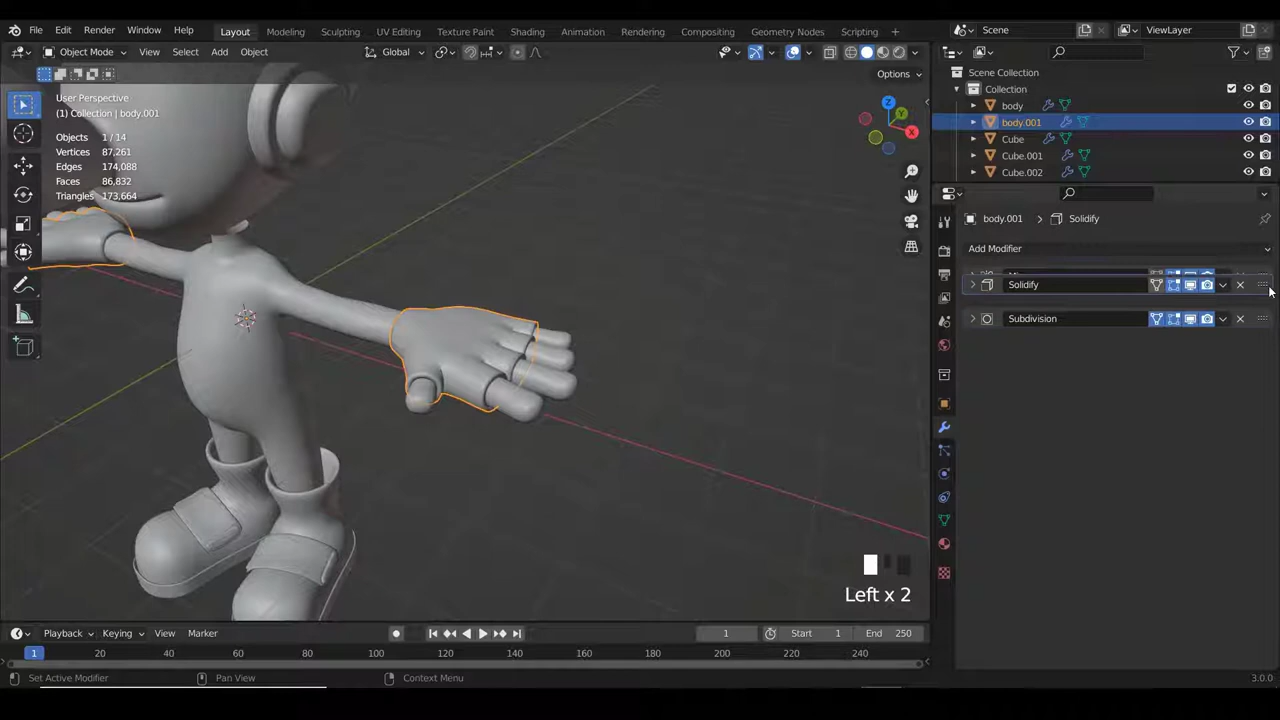 File Edit Render Window Help Layout Modeling Sculpting UV Editing Texture Paint Shading Animation Rendering Compositing Geometry Nodes Scripting + Scene ViewLayer
Object Mode View Select Add Object Global
Options
User Perspective
(1) Collection | body.001
Objects 1 / 14
Vertices 87,261
Edges 174,088
Faces 86,832
Triangles 173,664
Z
Y
X
Scene Collection
Collection
body
body.001
Cube
Cube.001
Cube.002
body.001 > Solidify
Add Modifier
Solidify
Subdivision
Left x 2
Playback Keying View Marker 1 Start 1 End 250
1 20 40 60 80 100 120 140 160 180 200 220 240
Set Active Modifier Pan View Context Menu 3.0.0